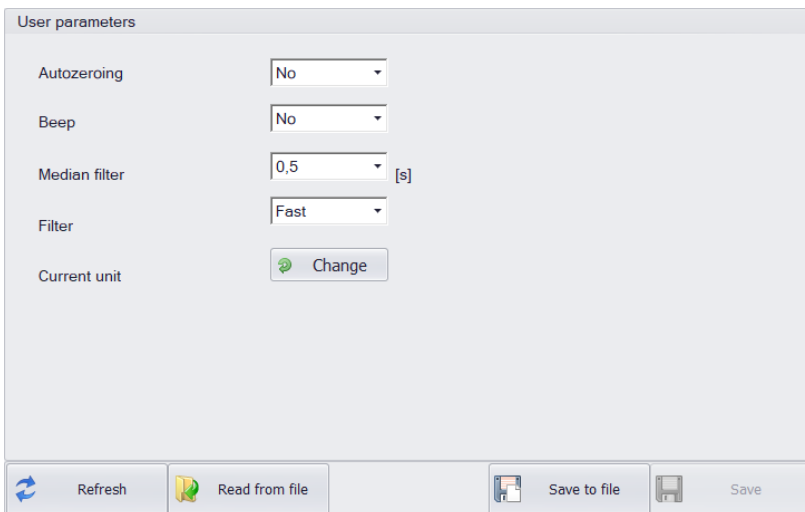 User parameters
Autozeroing No
Beep No
Median filter 0,5 [s]
Filter Fast
Current unit Change
Refresh Read from file Save to file Save